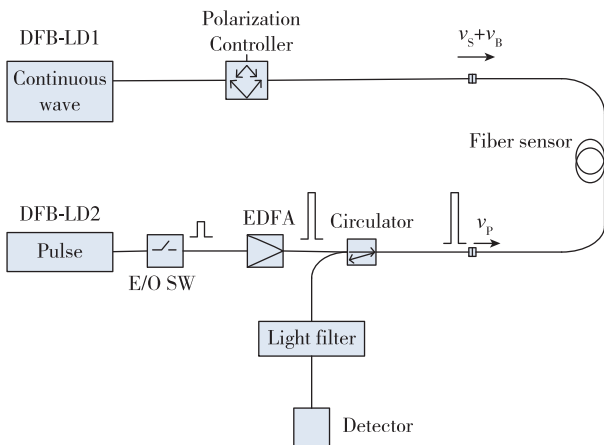 DFB-LD1
Continuous
wave
Polarization
Controller
νS+νB
Fiber sensor
DFB-LD2
Pulse
E/O SW
EDFA
Circulator
νP
Light filter
Detector